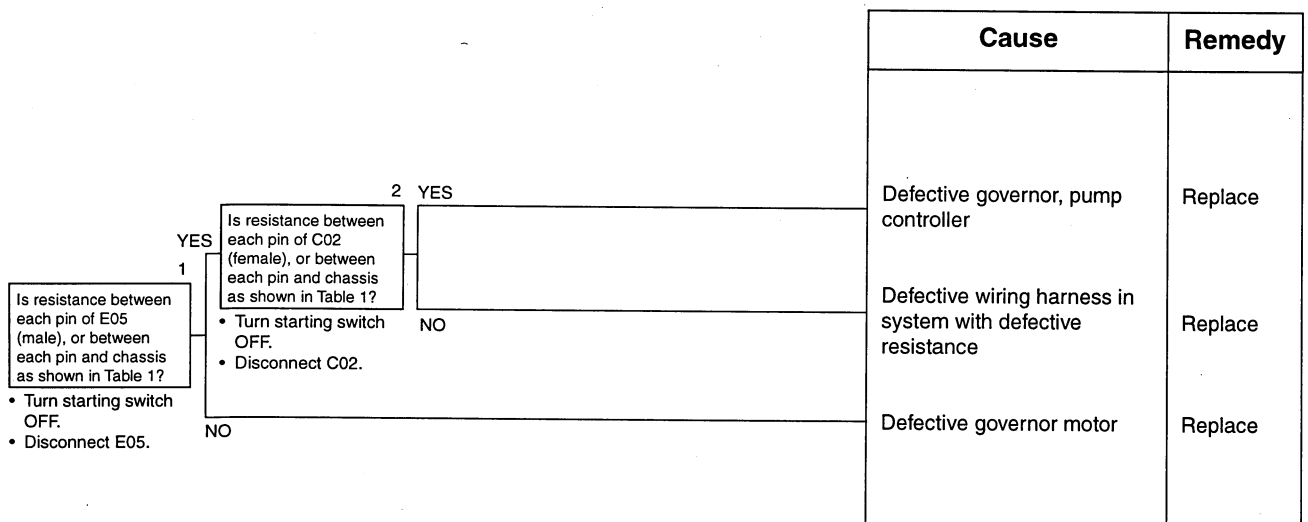 Cause
Remedy
1
Is resistance between
each pin of E05
(male), or between
each pin and chassis
as shown in Table 1?
• Turn starting switch
OFF.
• Disconnect E05.
YES
2
Is resistance between
each pin of C02
(female), or between
each pin and chassis
as shown in Table 1?
• Turn starting switch
OFF.
• Disconnect C02.
YES
Defective governor, pump
controller
Replace
NO
Defective wiring harness in
system with defective
resistance
Replace
NO
Defective governor motor
Replace